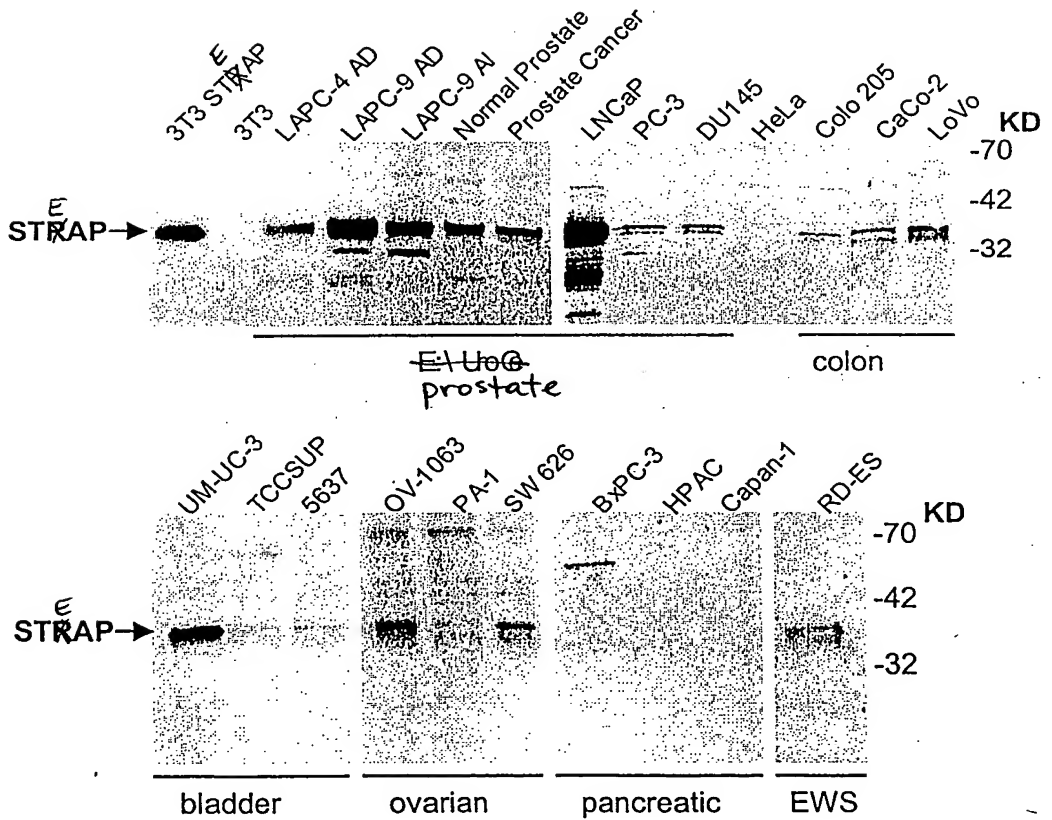 3T3 STEAP
3T3
LAPC-4 AD
LAPC-9 AD
LAPC-9 AI
Normal Prostate
Prostate Cancer
LNCaP
PC-3
DU145
HeLa
Colo 205
CaCo-2
LoVo
KD
-70
-42
-32
STEAP
prostate
colon
UM-UC-3
TCCSUP
5637
OV-1063
PA-1
SW 626
BxPC-3
HPAC
Capan-1
RD-ES
KD
-70
-42
-32
STEAP
bladder
ovarian
pancreatic
EWS